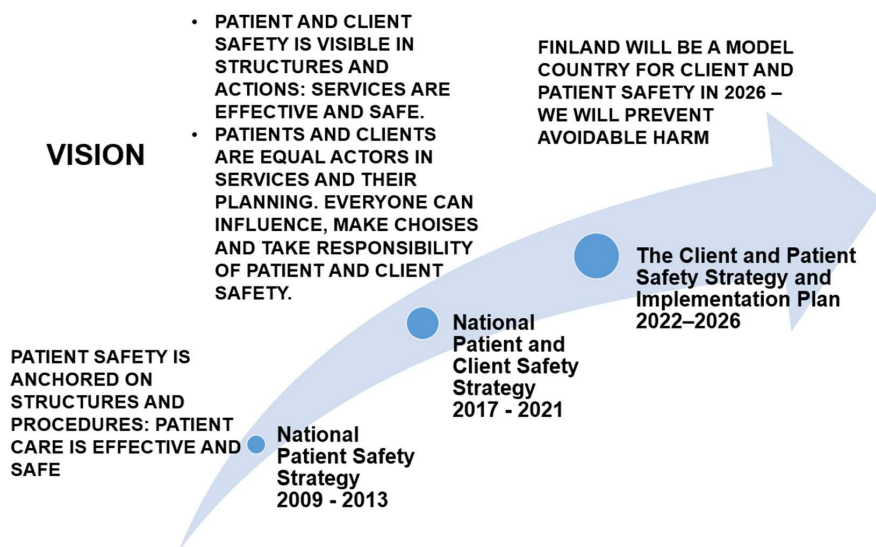 VISION
• PATIENT AND CLIENT
SAFETY IS VISIBLE IN
STRUCTURES AND
ACTIONS: SERVICES ARE
EFFECTIVE AND SAFE.
• PATIENTS AND CLIENTS
ARE EQUAL ACTORS IN
SERVICES AND THEIR
PLANNING. EVERYONE CAN
INFLUENCE, MAKE CHOISES
AND TAKE RESPONSIBILITY
OF PATIENT AND CLIENT
SAFETY.
FINLAND WILL BE A MODEL
COUNTRY FOR CLIENT AND
PATIENT SAFETY IN 2026 –
WE WILL PREVENT
AVOIDABLE HARM
The Client and Patient
Safety Strategy and
Implementation Plan
2022–2026
National
Patient and
Client Safety
Strategy
2017 - 2021
PATIENT SAFETY IS
ANCHORED ON
STRUCTURES AND
PROCEDURES: PATIENT
CARE IS EFFECTIVE AND
SAFE
National
Patient Safety
Strategy
2009 - 2013